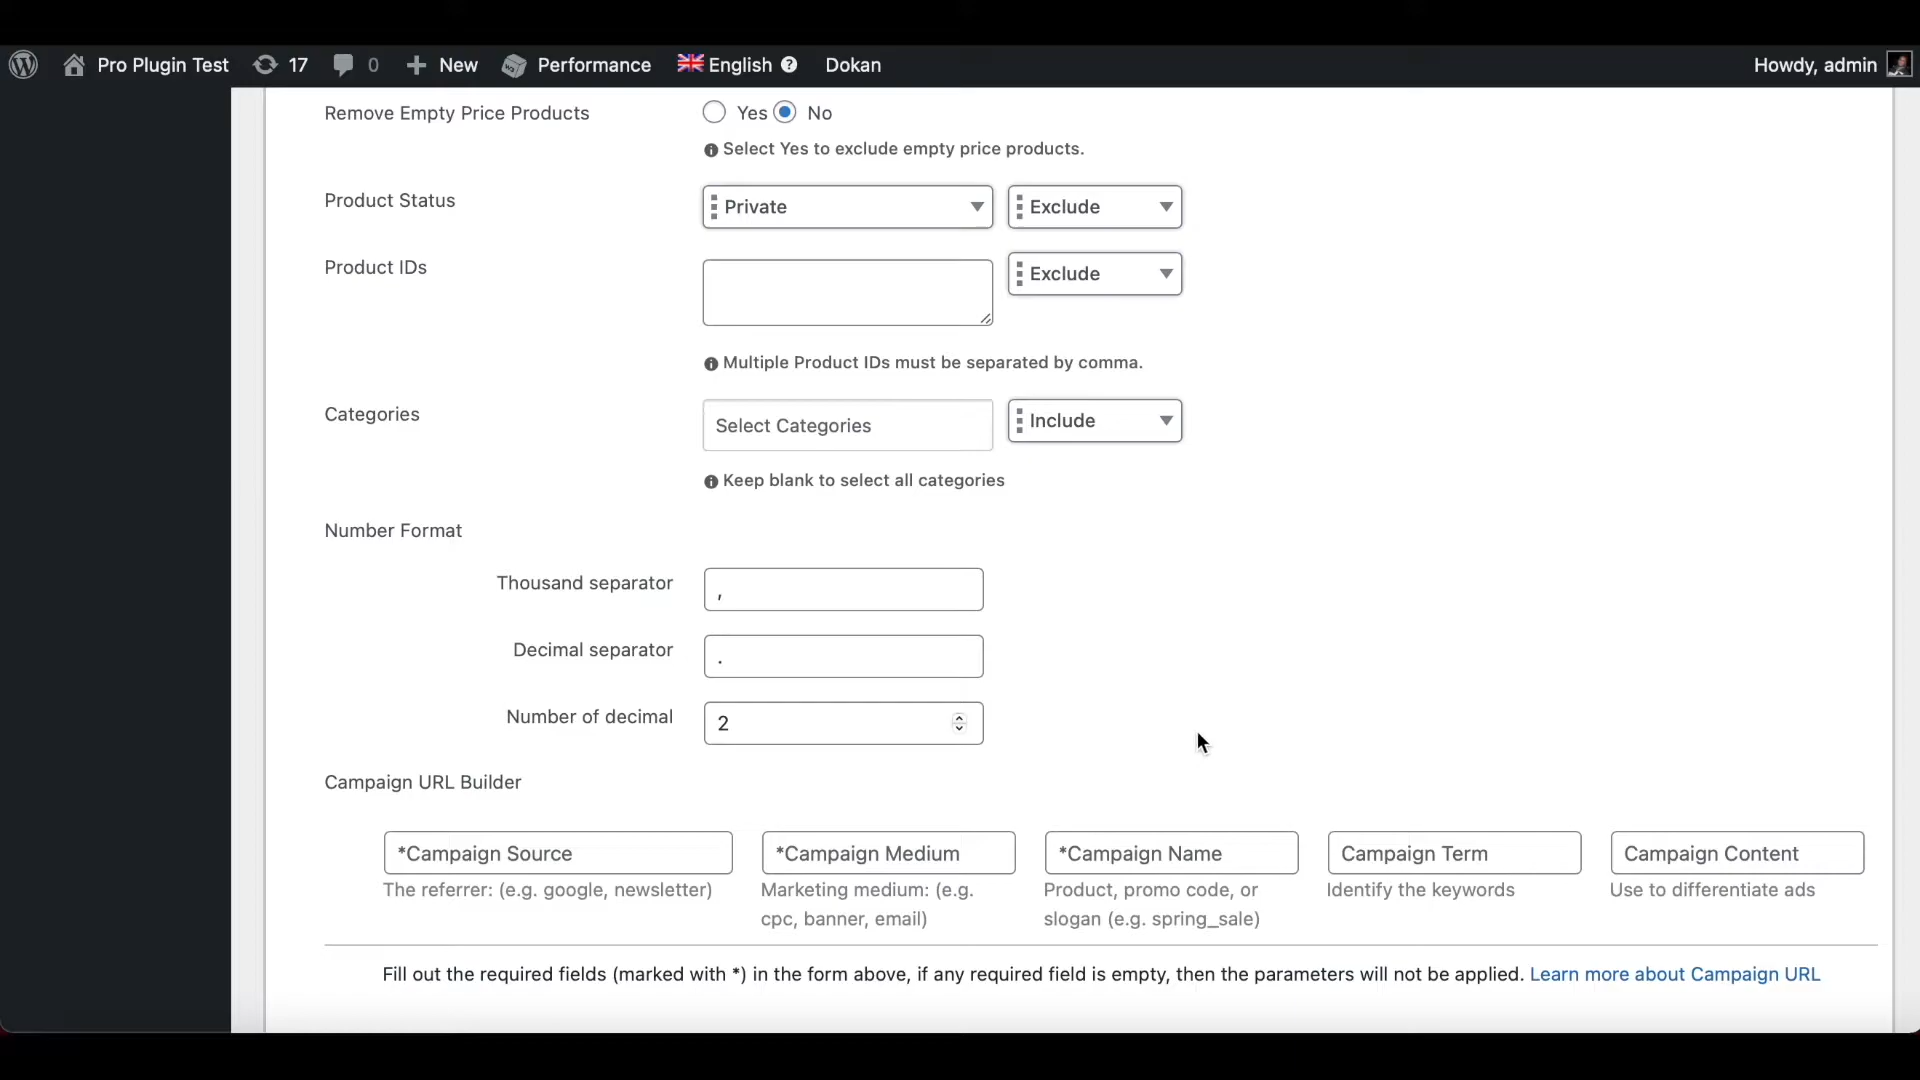 Pro Plugin Test 17 0 New Performance English Dokan Howdy, admin
Remove Empty Price Products Yes No
Select Yes to exclude empty price products.
Product Status Private Exclude
Product IDs Exclude
Multiple Product IDs must be separated by comma.
Categories Select Categories Include
Keep blank to select all categories
Number Format
Thousand separator ,
Decimal separator .
Number of decimal 2
Campaign URL Builder
*Campaign Source *Campaign Medium *Campaign Name Campaign Term Campaign Content
The referrer: (e.g. google, newsletter) Marketing medium: (e.g. Product, promo code, or Identify the keywords Use to differentiate ads
cpc, banner, email) slogan (e.g. spring_sale)
Fill out the required fields (marked with *) in the form above, if any required field is empty, then the parameters will not be applied. Learn more about Campaign URL